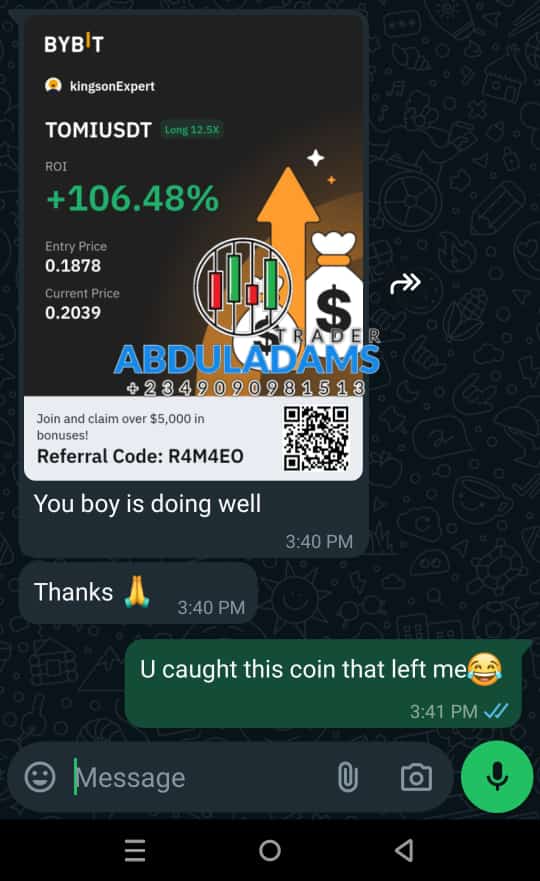 BYBIT
kingsonExpert
TOMIUSDT Long 12.5X
ROI
+106.48%
Entry Price
0.1878
Current Price
0.2039
TRADER
ABDULADAMS
+2349090981513
Join and claim over $5,000 in
bonuses!
Referral Code: R4M4EO
You boy is doing well
3:40 PM
Thanks 🙏
3:40 PM
U caught this coin that left me😂
3:41 PM
Message